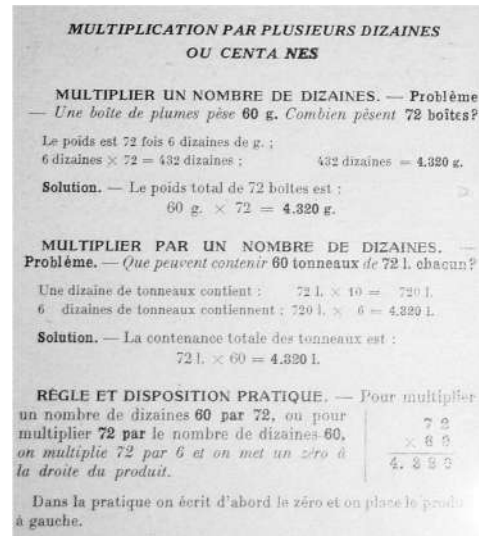 MULTIPLICATION PAR PLUSIEURS DIZAINES
OU CENTA NES
MULTIPLIER UN NOMBRE DE DIZAINES. — Problème
— Une boîte de plumes pèse 60 g. Combien pèsent 72 boîtes?
Le poids est 72 fois 6 dizaines de g. ;
6 dizaines × 72 = 432 dizaines ; 432 dizaines = 4.320 g.
Solution. — Le poids total de 72 boîtes est :
60 g. × 72 = 4.320 g.
MULTIPLIER PAR UN NOMBRE DE DIZAINES. —
Problème. — Que peuvent contenir 60 tonneaux de 72 l. chacun?
Une dizaine de tonneaux contient : 72 l. × 10 = 720 l.
6 dizaines de tonneaux contiennent : 720 l. × 6 = 4.320 l.
Solution. — La contenance totale des tonneaux est :
72 l. × 60 = 4.320 l.
RÈGLE ET DISPOSITION PRATIQUE. — Pour multiplier
un nombre de dizaines 60 par 72, ou pour
multiplier 72 par le nombre de dizaines 60,
on multiplie 72 par 6 et on met un zéro à
la droite du produit.
72
×
4.
Dans la pratique on écrit d'abord le zéro et on place le
à gauche.